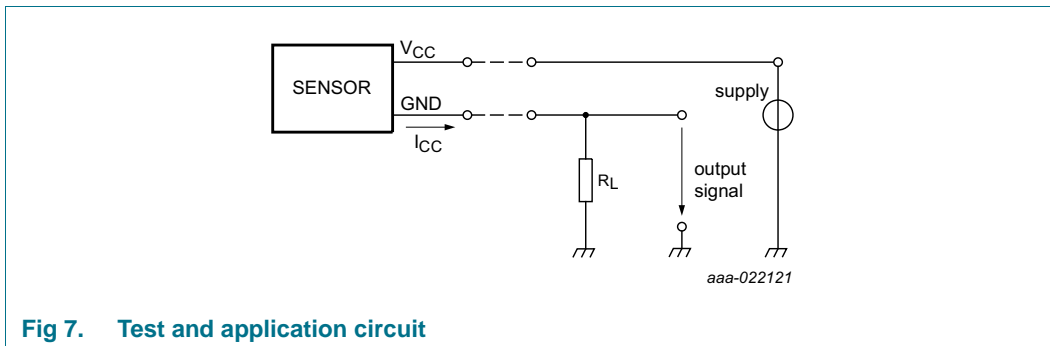 VCC
SENSOR
supply
GND
ICC
RL
output
signal
aaa-022121
Fig 7. Test and application circuit